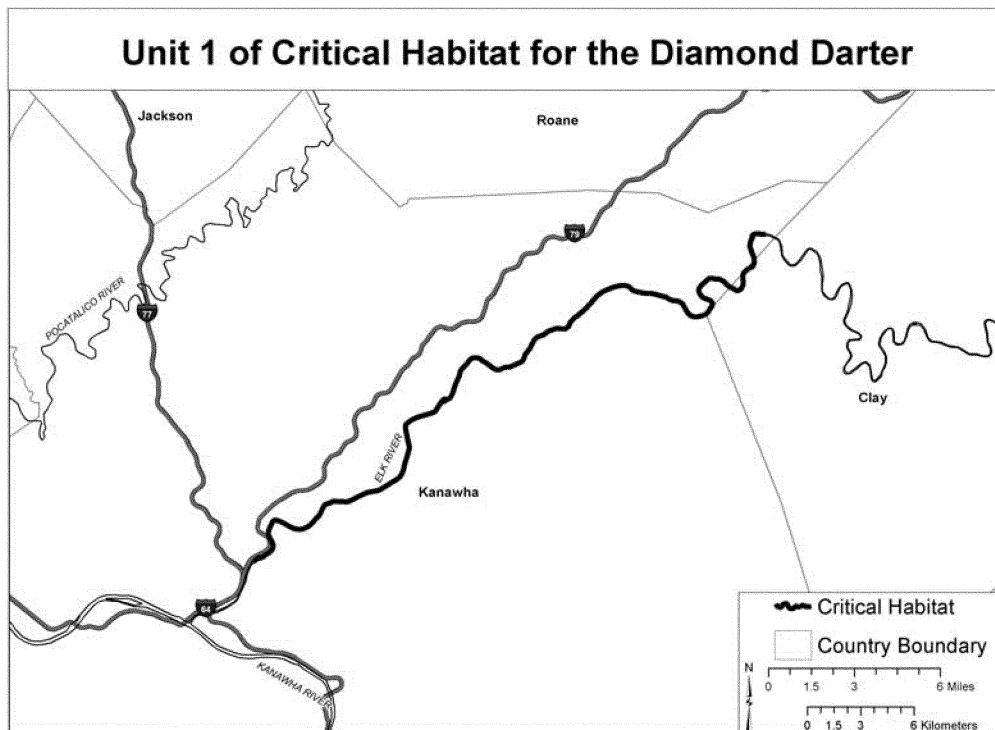 Unit 1 of Critical Habitat for the Diamond Darter
Jackson
Roane
79
POCATALICO RIVER
77
Clay
ELK RIVER
Kanawha
64
KANAWHA RIVER
Critical Habitat
Country Boundary
N
0 1.5 3 6 Miles
0 1.5 3 6 Kilometers